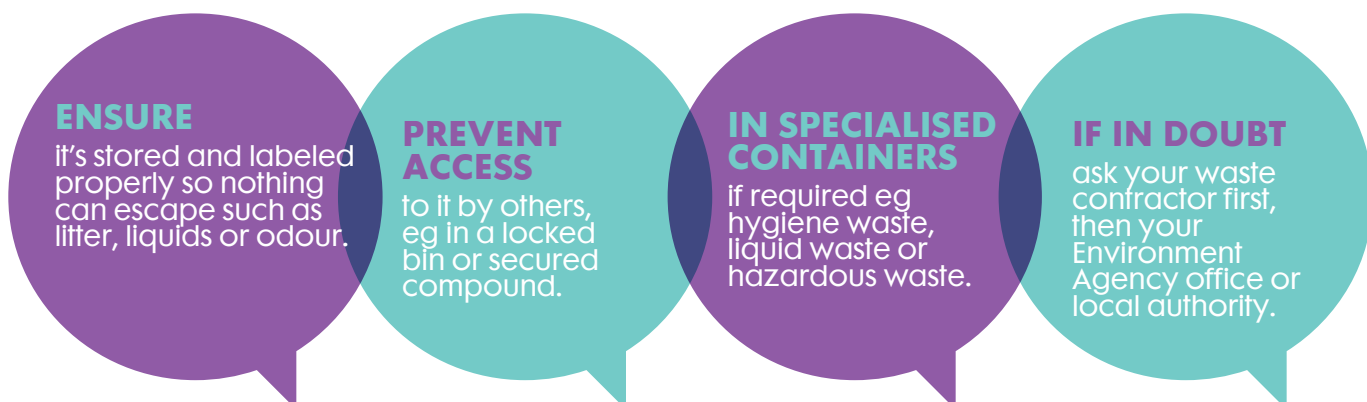 ENSURE
it's stored and labeled
properly so nothing
can escape such as
litter, liquids or odour.
PREVENT
ACCESS
to it by others,
eg in a locked
bin or secured
compound.
IN SPECIALISED
CONTAINERS
if required eg
hygiene waste,
liquid waste or
hazardous waste.
IF IN DOUBT
ask your waste
contractor first,
then your
Environment
Agency office or
local authority.